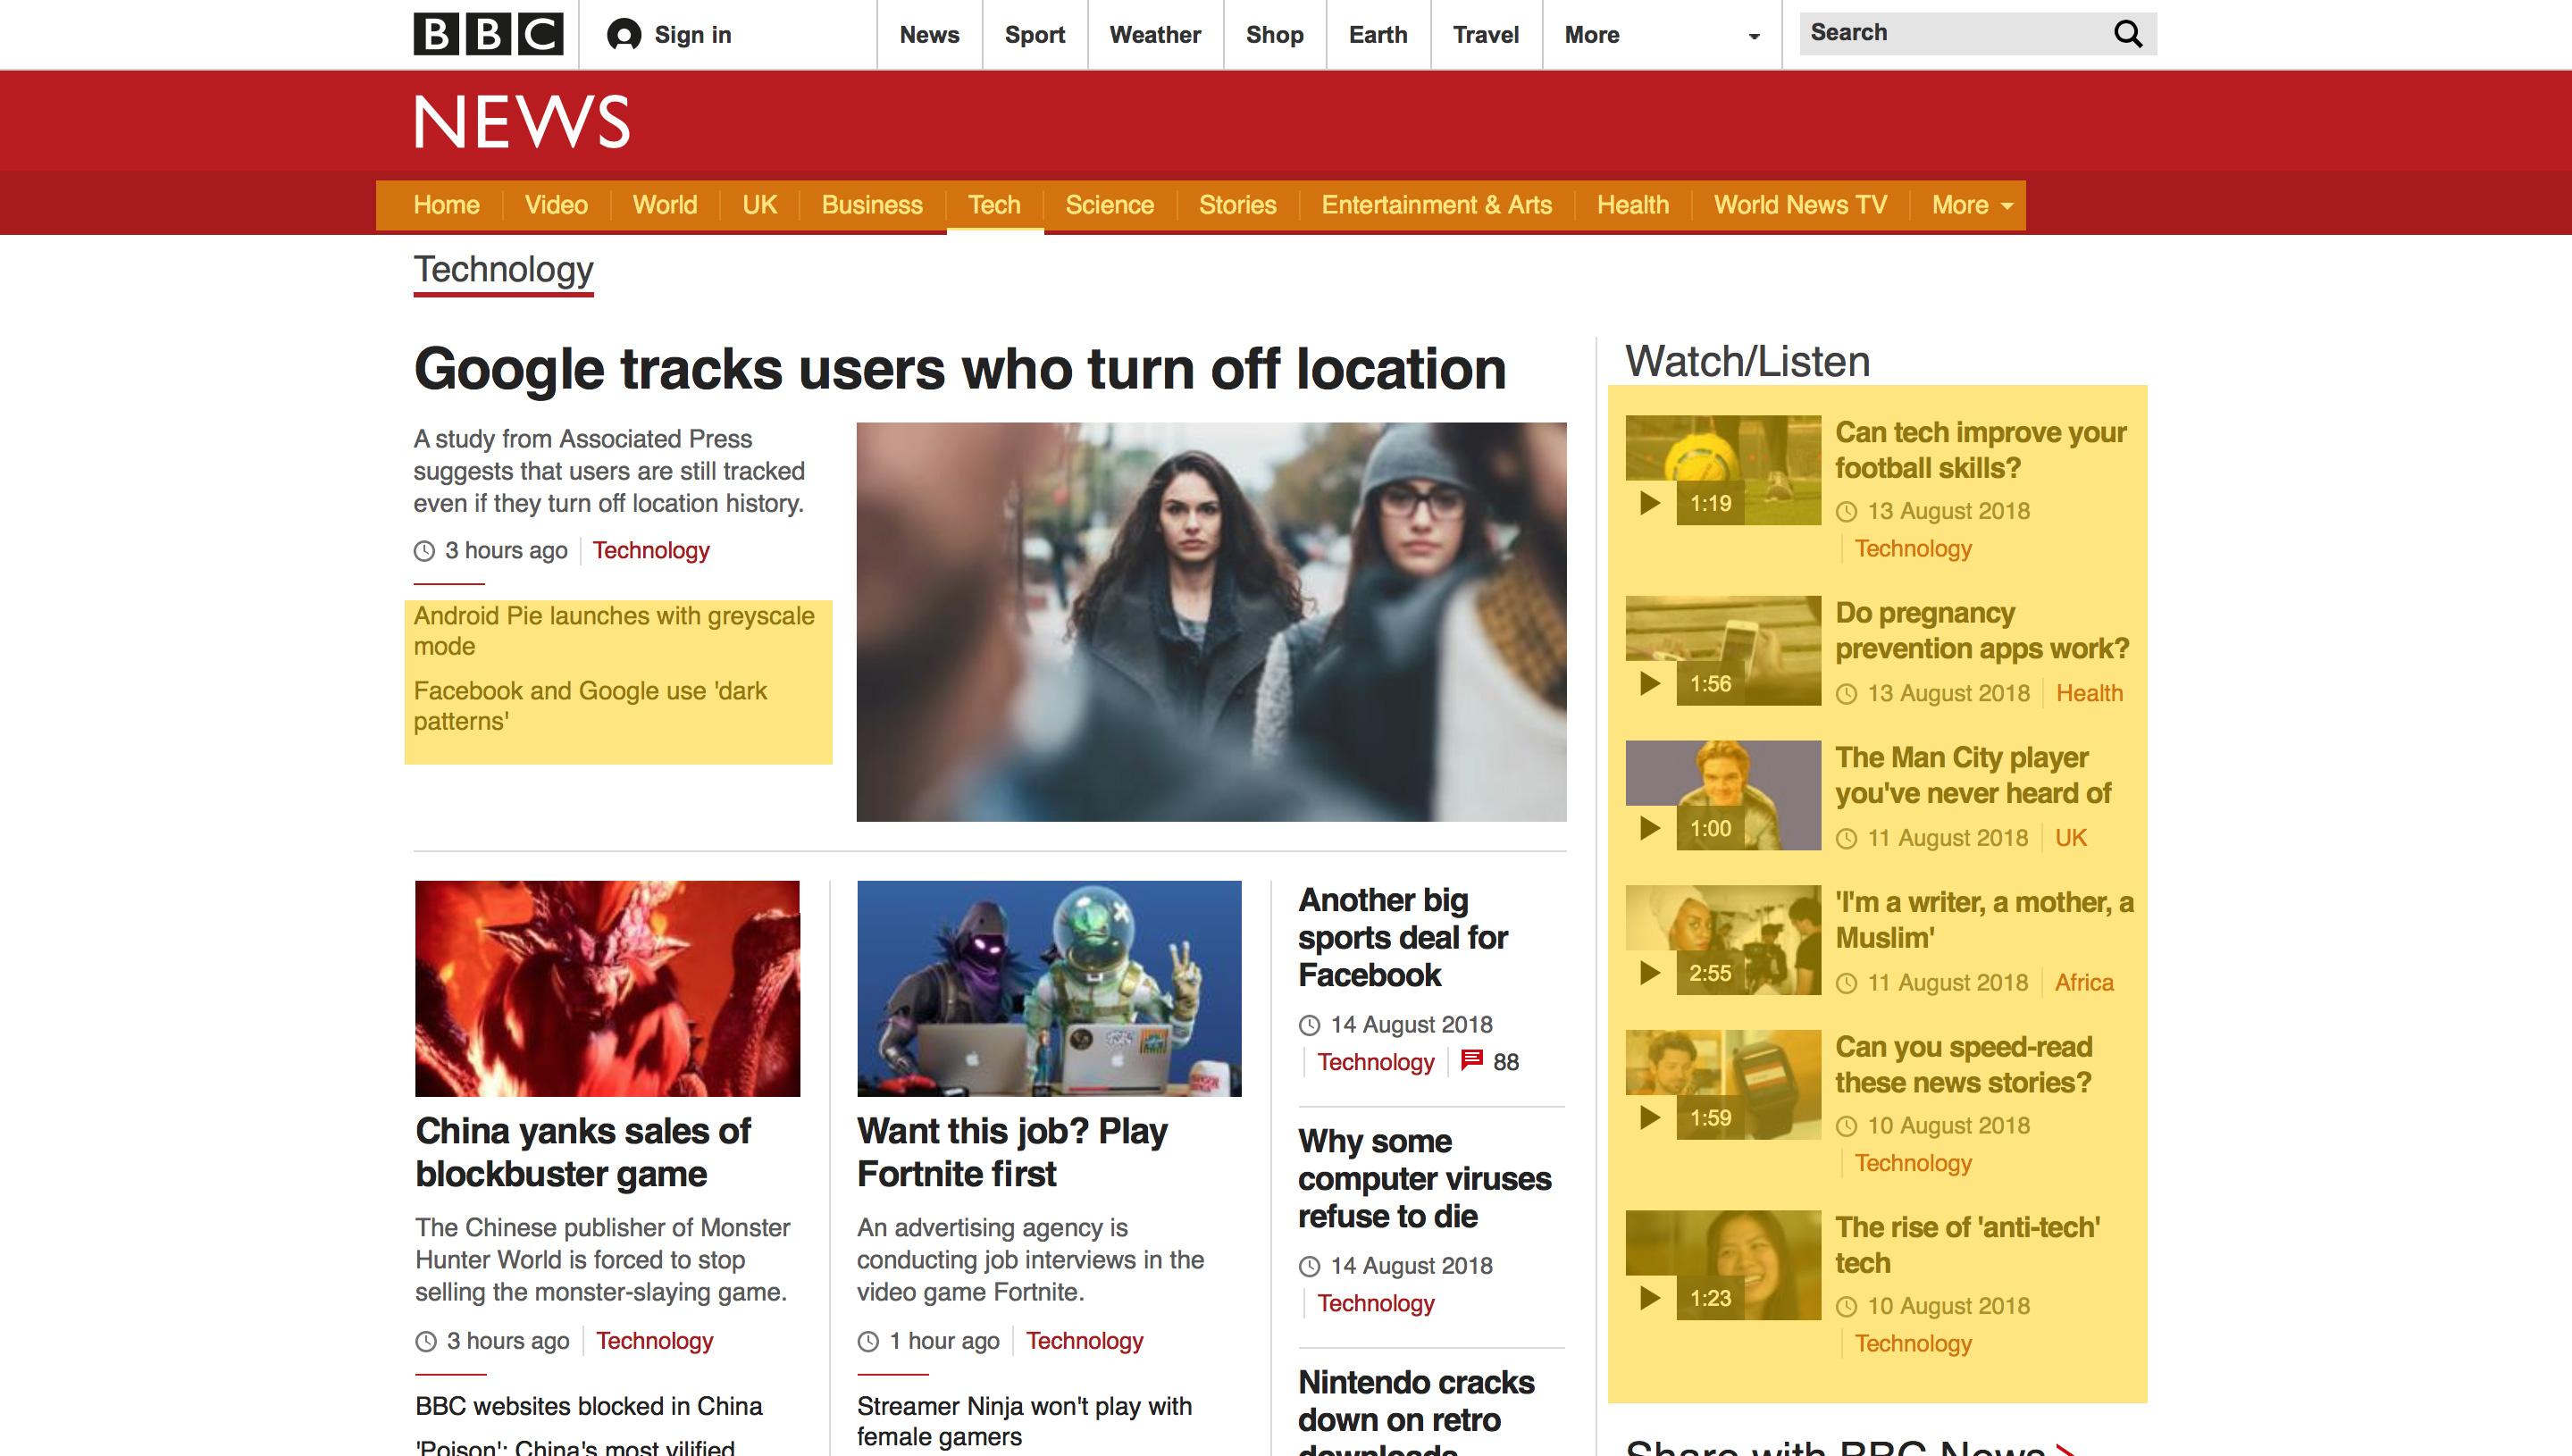 BBC
Sign in
News
Sport
Weather
Shop
Earth
Travel
More
Search
NEWS
Home
Video
World
UK
Business
Tech
Science
Stories
Entertainment & Arts
Health
World News TV
More
Technology
Google tracks users who turn off location
A study from Associated Press
suggests that users are still tracked
even if they turn off location history.
3 hours ago
Technology
Android Pie launches with greyscale
mode
Facebook and Google use 'dark
patterns'
China yanks sales of
blockbuster game
The Chinese publisher of Monster
Hunter World is forced to stop
selling the monster-slaying game.
3 hours ago
Technology
BBC websites blocked in China
'Poison': China's most vilified
Want this job? Play
Fortnite first
An advertising agency is
conducting job interviews in the
video game Fortnite.
1 hour ago
Technology
Streamer Ninja won't play with
female gamers
Another big
sports deal for
Facebook
14 August 2018
Technology
88
Why some
computer viruses
refuse to die
14 August 2018
Technology
Nintendo cracks
down on retro
downloads
Watch/Listen
1:19
Can tech improve your
football skills?
13 August 2018
Technology
1:56
Do pregnancy
prevention apps work?
13 August 2018
Health
1:00
The Man City player
you've never heard of
11 August 2018
UK
2:55
'I'm a writer, a mother, a
Muslim'
11 August 2018
Africa
1:59
Can you speed-read
these news stories?
10 August 2018
Technology
1:23
The rise of 'anti-tech'
tech
10 August 2018
Technology
Share with BBC News